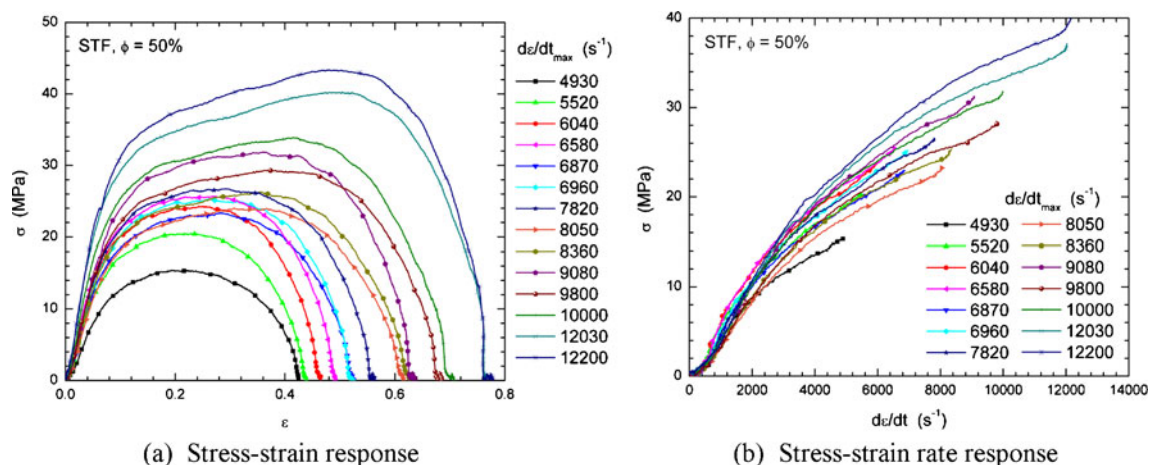 50
40
30
20
10
0
σ (MPa)
STF, ϕ = 50%
dε/dt max (s⁻¹)
4930
5520
6040
6580
6870
6960
7820
8050
8360
9080
9800
10000
12030
12200
0.0 0.2 0.4 0.6 0.8
ε
(a) Stress-strain response
40
30
20
10
0
σ (MPa)
STF, ϕ = 50%
dε/dt max (s⁻¹)
4930 8050
5520 8360
6040 9080
6580 9800
6870 10000
6960 12030
7820 12200
0 2000 4000 6000 8000 10000 12000 14000
dε/dt (s⁻¹)
(b) Stress-strain rate response